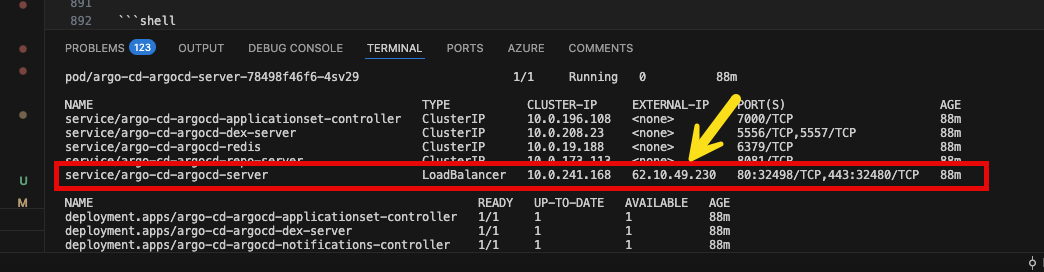 891
892 ```shell
PROBLEMS 123 OUTPUT DEBUG CONSOLE TERMINAL PORTS AZURE COMMENTS
pod/argo-cd-argocd-server-78498f46f6-4sv29 1/1 Running 0 88m
NAME TYPE CLUSTER-IP EXTERNAL-IP PORT(S) AGE
service/argo-cd-argocd-applicationset-controller ClusterIP 10.0.196.108 <none> 7000/TCP 88m
service/argo-cd-argocd-dex-server ClusterIP 10.0.208.23 <none> 5556/TCP,5557/TCP 88m
service/argo-cd-argocd-redis ClusterIP 10.0.19.188 <none> 6379/TCP 88m
service/argo-cd-argocd-repo-server ClusterIP 10.0.173.113 <none> 8081/TCP 88m
service/argo-cd-argocd-server LoadBalancer 10.0.241.168 62.10.49.230 80:32498/TCP,443:32480/TCP 88m
NAME READY UP-TO-DATE AVAILABLE AGE
deployment.apps/argo-cd-argocd-applicationset-controller 1/1 1 1 88m
deployment.apps/argo-cd-argocd-dex-server 1/1 1 1 88m
deployment.apps/argo-cd-argocd-notifications-controller 1/1 1 1 88m
U
M